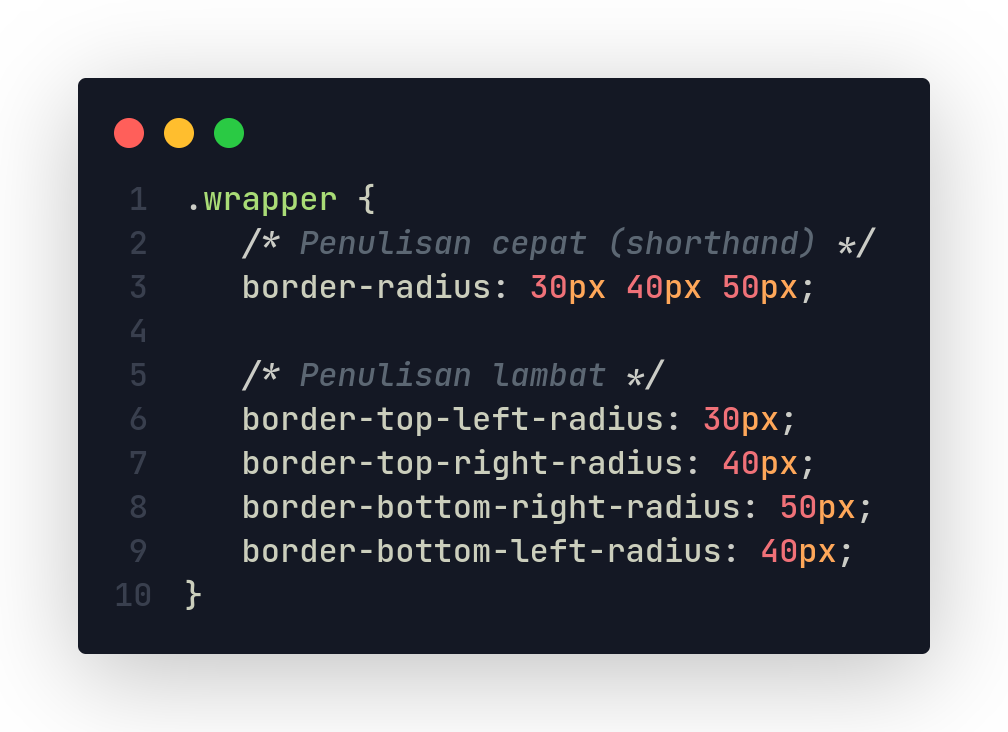 1 .wrapper {
2 /* Penulisan cepat (shorthand) */
3 border-radius: 30px 40px 50px;
4
5 /* Penulisan lambat */
6 border-top-left-radius: 30px;
7 border-top-right-radius: 40px;
8 border-bottom-right-radius: 50px;
9 border-bottom-left-radius: 40px;
10 }